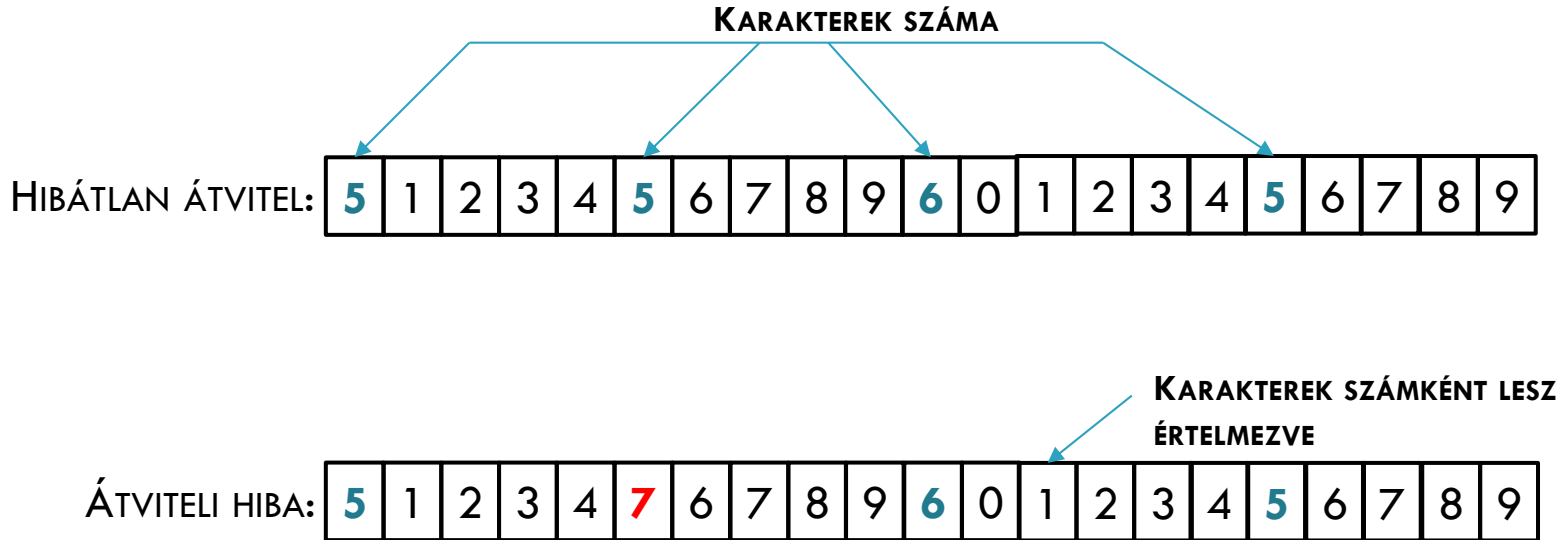 Karakterek száma
Hibátlan átvitel: 5 1 2 3 4 5 6 7 8 9 6 0 1 2 3 4 5 6 7 8 9
Karakterek számként lesz
értelmezve
Átviteli hiba: 5 1 2 3 4 7 6 7 8 9 6 0 1 2 3 4 5 6 7 8 9